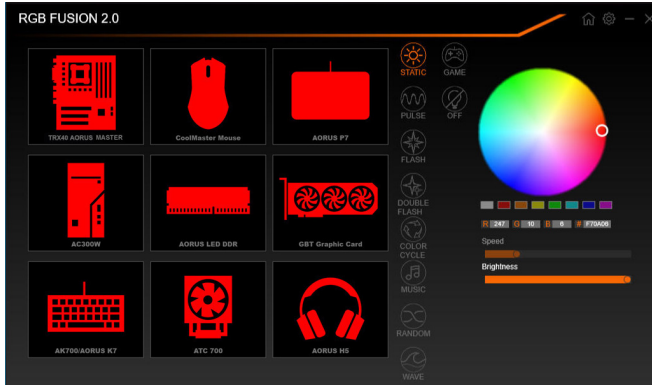 RGB FUSION 2.0
TRX40 AORUS MASTER
CoolMaster Mouse
AORUS P7
AC300W
AORUS LED DDR
GBT Graphic Card
AK700/AORUS K7
ATC 700
AORUS H5
STATIC
GAME
PULSE
OFF
FLASH
DOUBLE
FLASH
COLOR
CYCLE
MUSIC
RANDOM
WAVE
R 247 G 10 B 6 # F70A06
Speed
Brightness